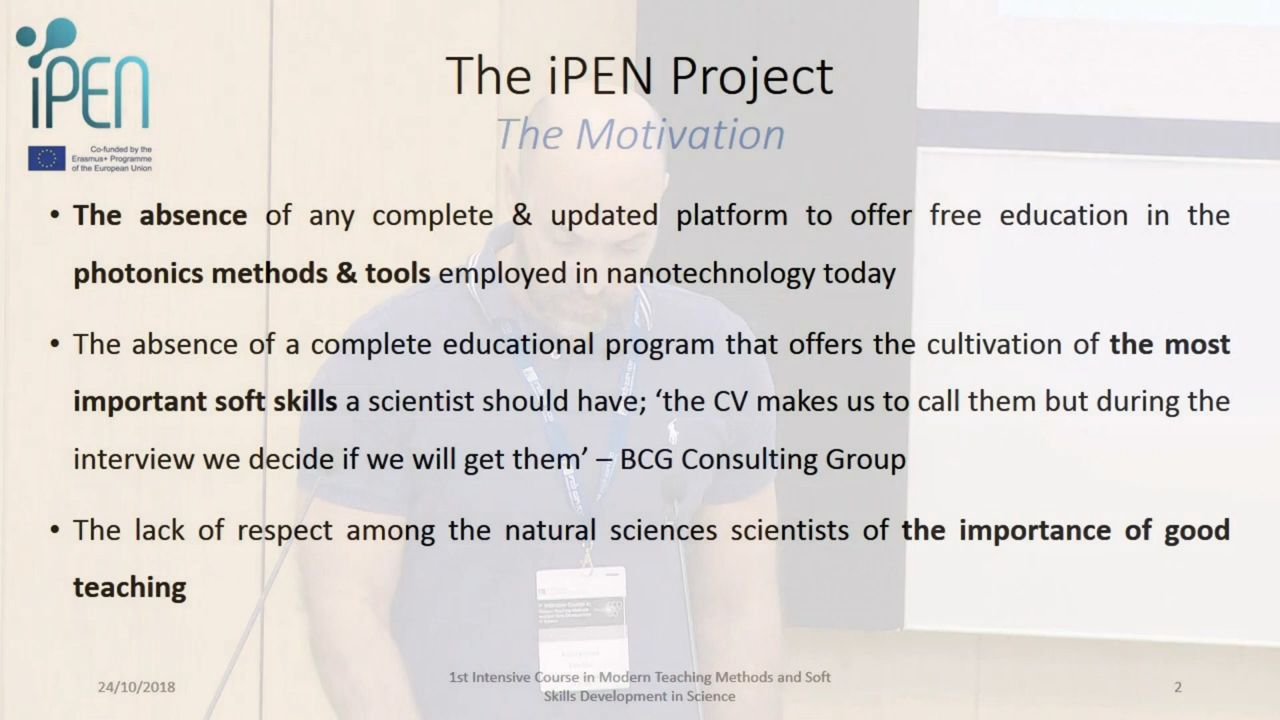 iPEN
Co-funded by the
Erasmus+ Programme
of the European Union
The iPEN Project
The Motivation
• The absence of any complete & updated platform to offer free education in the
photonics methods & tools employed in nanotechnology today
• The absence of a complete educational program that offers the cultivation of the most
important soft skills a scientist should have; ‘the CV makes us to call them but during the
interview we decide if we will get them’ – BCG Consulting Group
• The lack of respect among the natural sciences scientists of the importance of good
teaching
24/10/2018
1st Intensive Course in Modern Teaching Methods and Soft
Skills Development in Science
2